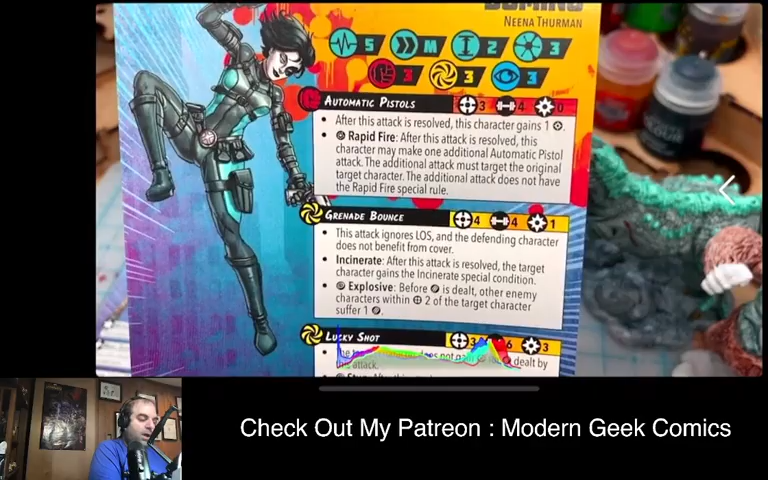 DOMINO
NEENA THURMAN
5 M 2 3
3 3 3
AUTOMATIC PISTOLS 3 4 0
• After this attack is resolved, this character gains 1 .
• Rapid Fire: After this attack is resolved, this
character may make one additional Automatic Pistol
attack. The additional attack must target the original
target character. The additional attack does not have
the Rapid Fire special rule.
GRENADE BOUNCE 4 4 1
• This attack ignores LOS, and the defending character
does not benefit from cover.
• Incinerate: After this attack is resolved, the target
character gains the Incinerate special condition.
• Explosive: Before is dealt, other enemy
characters within 2 of the target character
suffer 1 .
LUCKY SHOT 3 6 3
dealt by
attack.
Check Out My Patreon : Modern Geek Comics